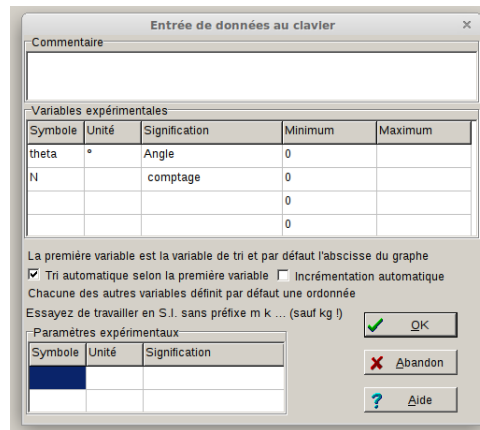 Entrée de données au clavier ×
Commentaire
Variables expérimentales
Symbole Unité Signification Minimum Maximum
theta ° Angle 0
N comptage 0
0
0
La première variable est la variable de tri et par défaut l'abscisse du graphe
Tri automatique selon la première variable Incrémentation automatique
Chacune des autres variables définit par défaut une ordonnée
Essayez de travailler en S.I. sans préfixe m k ... (sauf kg !)
OK
Paramètres expérimentaux
Symbole Unité Signification
Abandon
? Aide